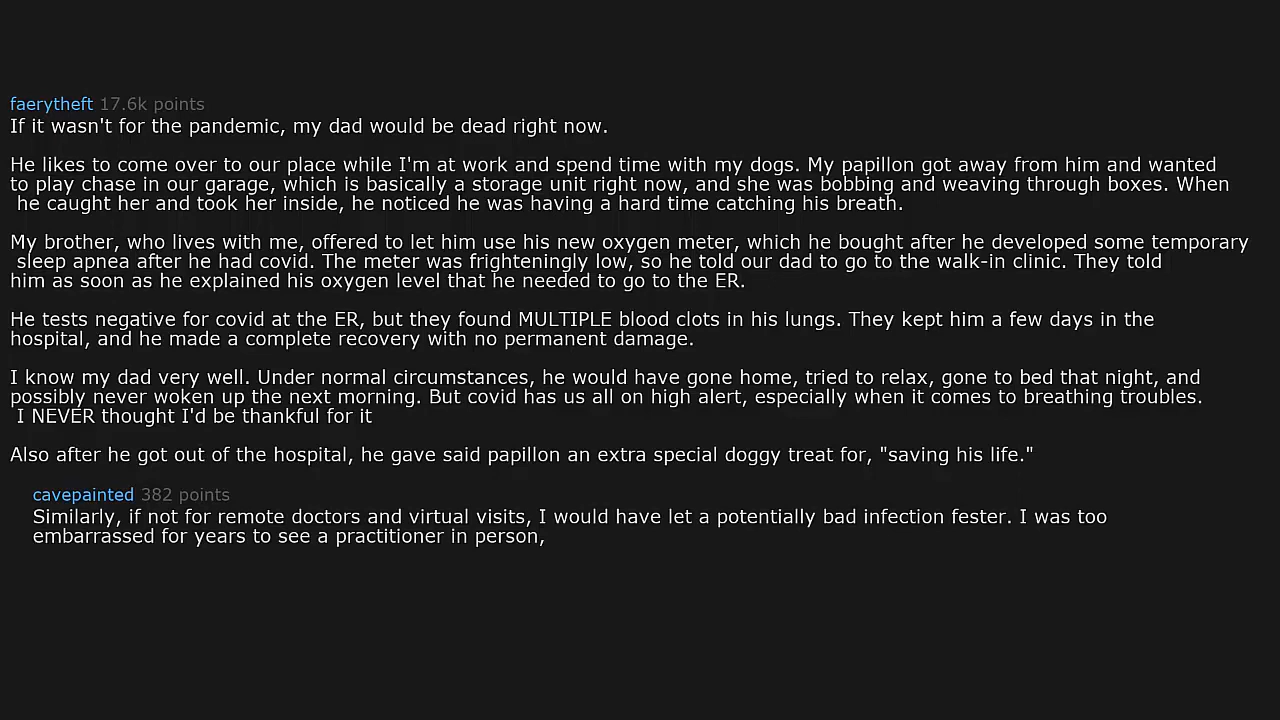 faerytheft 17.6k points
If it wasn't for the pandemic, my dad would be dead right now.
He likes to come over to our place while I'm at work and spend time with my dogs. My papillon got away from him and wanted
to play chase in our garage, which is basically a storage unit right now, and she was bobbing and weaving through boxes. When
he caught her and took her inside, he noticed he was having a hard time catching his breath.
My brother, who lives with me, offered to let him use his new oxygen meter, which he bought after he developed some temporary
sleep apnea after he had covid. The meter was frighteningly low, so he told our dad to go to the walk-in clinic. They told
him as soon as he explained his oxygen level that he needed to go to the ER.
He tests negative for covid at the ER, but they found MULTIPLE blood clots in his lungs. They kept him a few days in the
hospital, and he made a complete recovery with no permanent damage.
I know my dad very well. Under normal circumstances, he would have gone home, tried to relax, gone to bed that night, and
possibly never woken up the next morning. But covid has us all on high alert, especially when it comes to breathing troubles.
I NEVER thought I'd be thankful for it
Also after he got out of the hospital, he gave said papillon an extra special doggy treat for, "saving his life."
cavepainted 382 points
Similarly, if not for remote doctors and virtual visits, I would have let a potentially bad infection fester. I was too
embarrassed for years to see a practitioner in person,